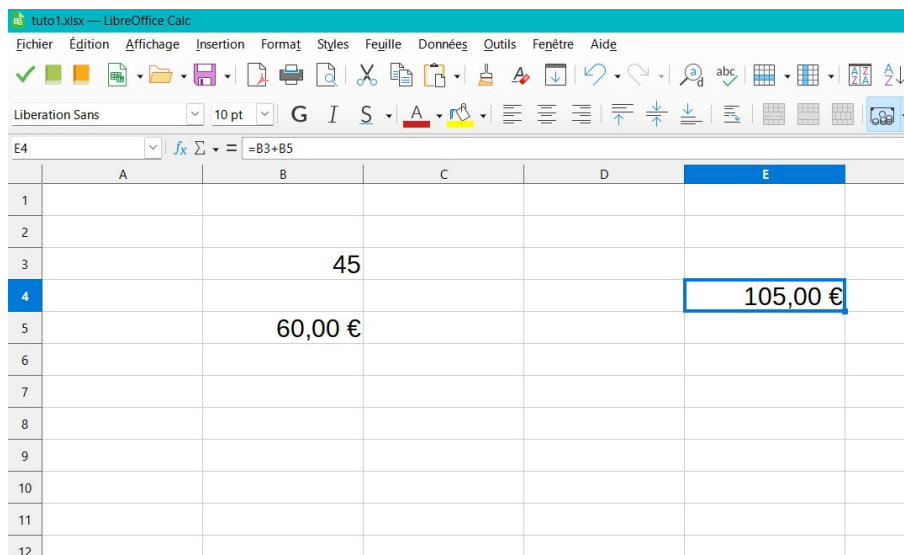 tuto1.xlsx — LibreOffice Calc
Fichier Édition Affichage Insertion Format Styles Feuille Données Outils Fenêtre Aide
Liberation Sans 10 pt G I S A
E4 fx Σ = =B3+B5
A B C D E
1
2
3 45
4 105,00 €
5 60,00 €
6
7
8
9
10
11
12